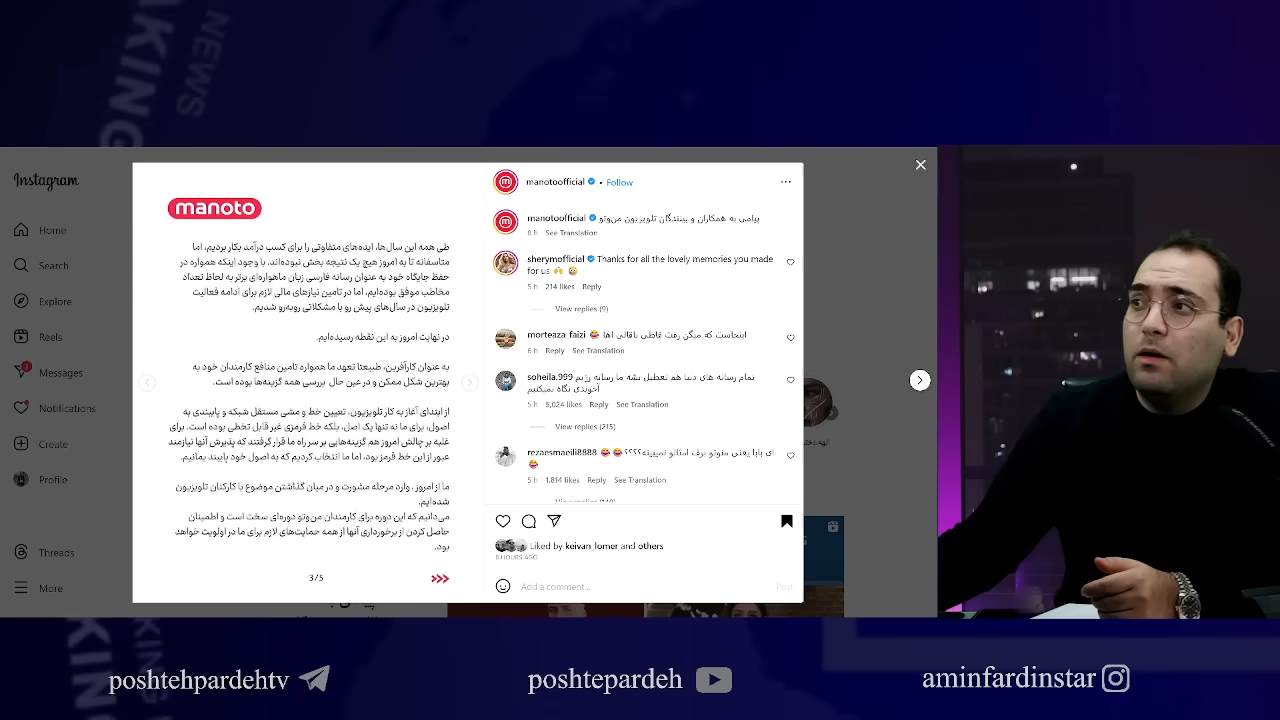 AKING
NEWS
Instagram
Home
Search
Explore
Reels
Messages
Notifications
Create
Profile
Threads
More
manoto
طی همه این سال‌ها، ایده‌های متفاوتی را برای کسب درآمد بکار بردیم، اما
متاسفانه تا به امروز هیچ یک نتیجه بخش نبوده‌اند. با وجود اینکه همواره در
حفظ جایگاه خود به عنوان رسانه فارسی زبان ماهواره‌ای برتر به لحاظ تعداد
مخاطب موفق بوده‌ایم، اما در تامین نیازهای مالی لازم برای ادامه فعالیت
تلویزیون در سال‌های پیش رو با مشکلاتی روبه‌رو شدیم.
در نهایت امروز به این نقطه رسیده‌ایم.
به عنوان کارآفرین، طبیعتا تعهد ما همواره تامین منافع کارمندان خود به
بهترین شکل ممکن و در عین حال بررسی همه گزینه‌ها بوده است.
از ابتدای آغاز به کار تلویزیون، تعیین خط و مشی مستقل شبکه و پایبندی به
اصول، برای ما نه تنها یک اصل، بلکه خط قرمزی غیر قابل تخطی بوده است. برای
غلبه بر چالش امروز هم گزینه‌هایی بر سر راه ما قرار گرفتند که پذیرش آنها نیازمند
عبور از این خط قرمز بود، اما ما انتخاب کردیم که به اصول خود پایبند بمانیم.
ما از امروز، وارد مرحله مشورت و در میان گذاشتن موضوع با کارکنان تلویزیون
شده‌ایم.
می‌دانیم که این دوره برای کارمندان من‌وتو دوره‌ای سخت است و اطمینان
حاصل کردن از برخورداری آنها از همه حمایت‌های لازم برای ما در اولویت خواهد
بود.
3/5
manotoofficial • Follow
manotoofficial پیامی به همکاران و بینندگان تلویزیون من‌وتو
8 h See Translation
sherymofficial Thanks for all the lovely memories you made
for us
5 h 214 likes Reply
View replies (9)
morteaza_faizi 😂 اینجاست که میگن رفت قاطی باقالی اها
6 h Reply See Translation
soheila.999 تمام رسانه های دنیا هم تعطیل بشه ما رسانه رژیم
آخوندی نگاه نمیکنیم
5 h 5,024 likes Reply See Translation
View replies (215)
rezaesmaeili8888 😂😂ای بابا یعنی منوتو برف امثالو نمیبینه؟؟؟؟
😂
5 h 1,814 likes Reply See Translation
Liked by keivan_lomer and others
8 HOURS AGO
Add a comment...
Post
AKING
AKING
poshtehpardehtv
poshtepardeh
aminfardinstar